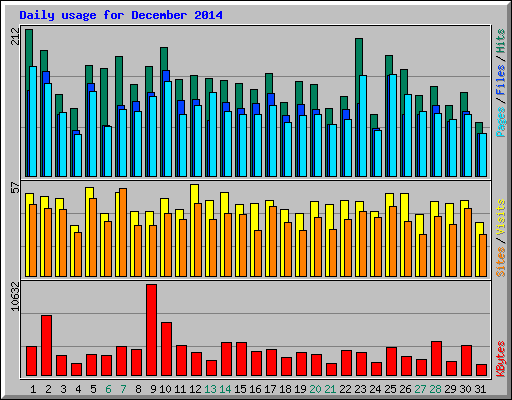 Daily usage for December 2014
212
57
10632
Pages / Files / Hits
Sites / Visits
KBytes
1 2 3 4 5 6 7 8 9 10 11 12 13 14 15 16 17 18 19 20 21 22 23 24 25 26 27 28 29 30 31